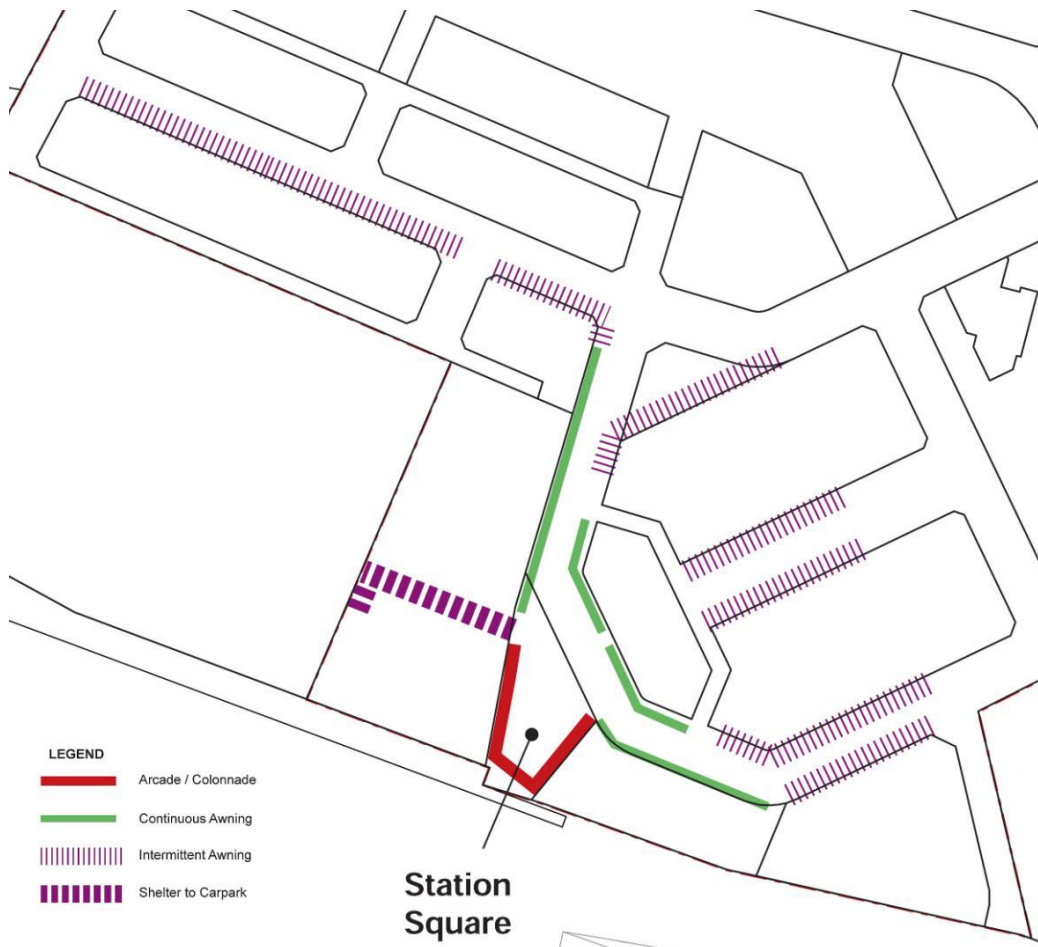 LEGEND
Arcade / Colonnade
Continuous Awning
Intermittent Awning
Shelter to Carpark
Station
Square